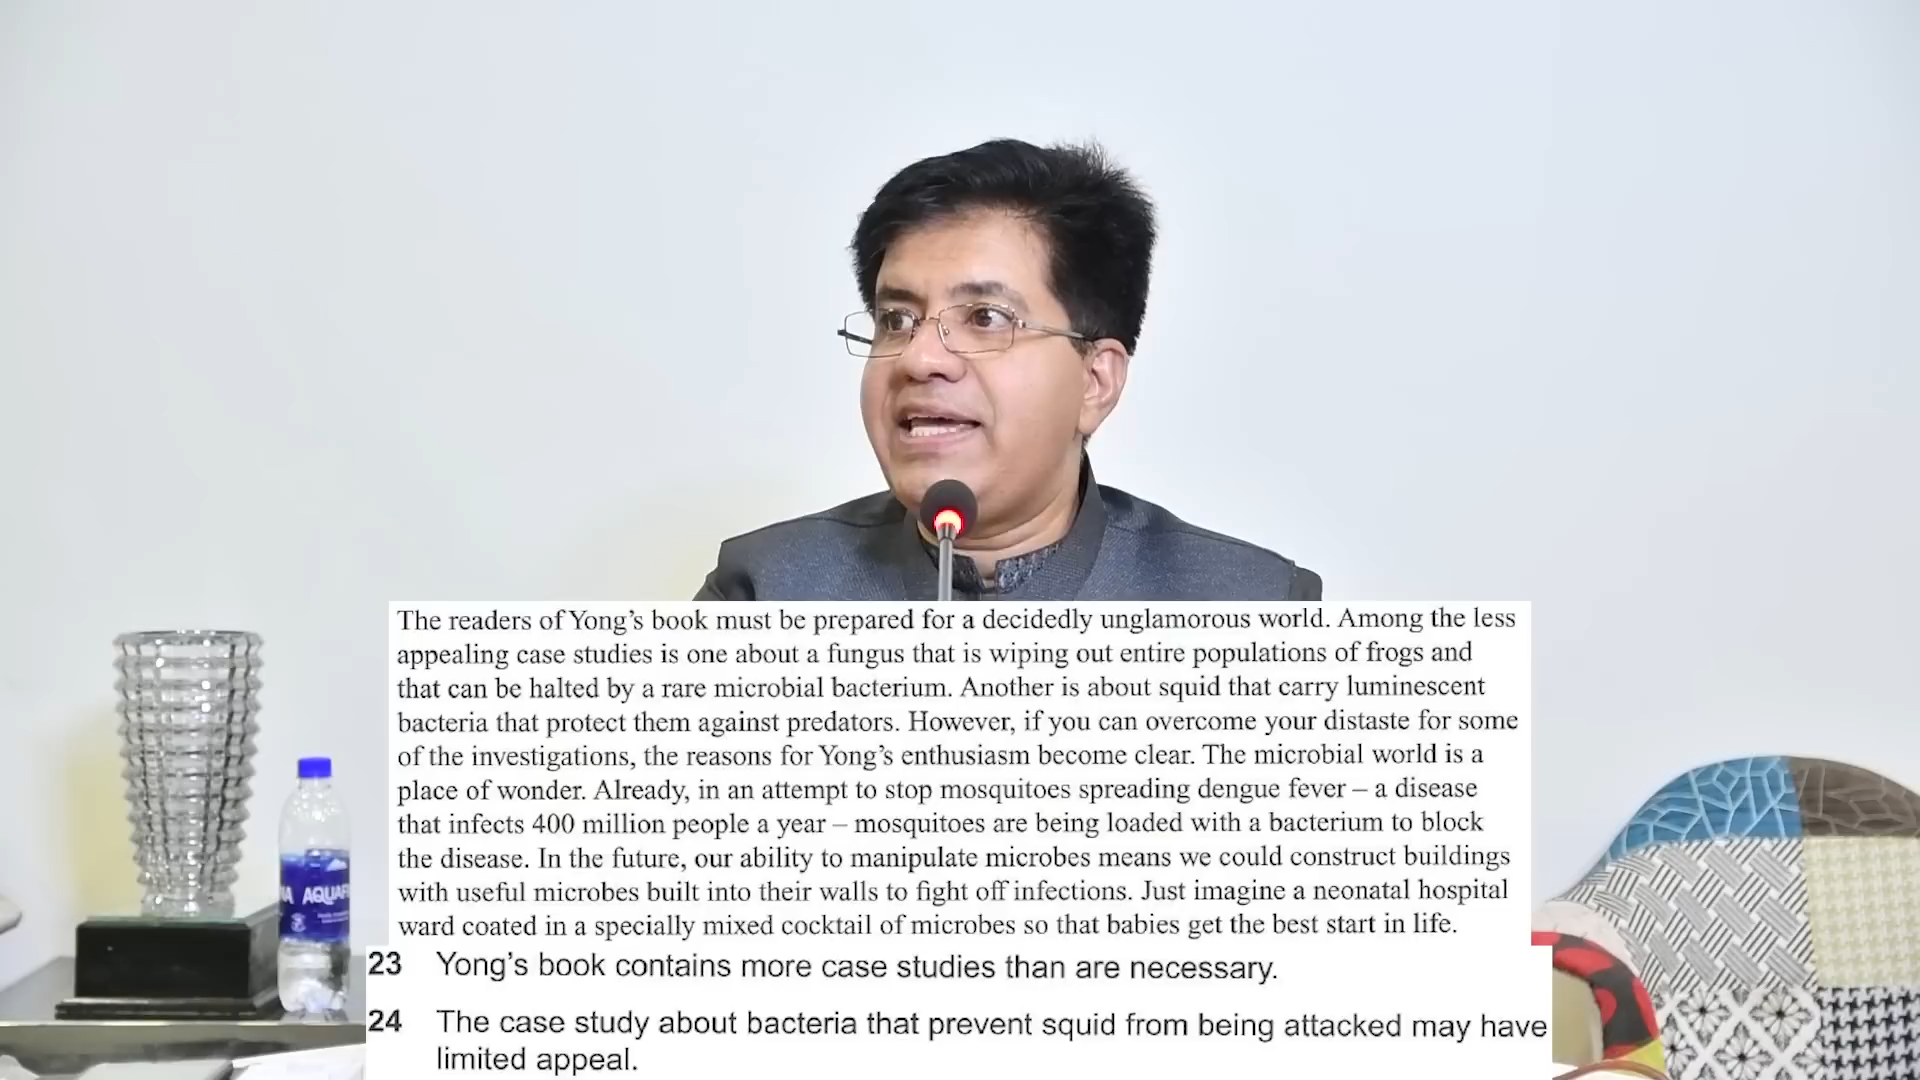 The readers of Yong’s book must be prepared for a decidedly unglamorous world. Among the less
appealing case studies is one about a fungus that is wiping out entire populations of frogs and
that can be halted by a rare microbial bacterium. Another is about squid that carry luminescent
bacteria that protect them against predators. However, if you can overcome your distaste for some
of the investigations, the reasons for Yong’s enthusiasm become clear. The microbial world is a
place of wonder. Already, in an attempt to stop mosquitoes spreading dengue fever – a disease
that infects 400 million people a year – mosquitoes are being loaded with a bacterium to block
the disease. In the future, our ability to manipulate microbes means we could construct buildings
with useful microbes built into their walls to fight off infections. Just imagine a neonatal hospital
ward coated in a specially mixed cocktail of microbes so that babies get the best start in life.
23 Yong’s book contains more case studies than are necessary.
24 The case study about bacteria that prevent squid from being attacked may have
limited appeal.